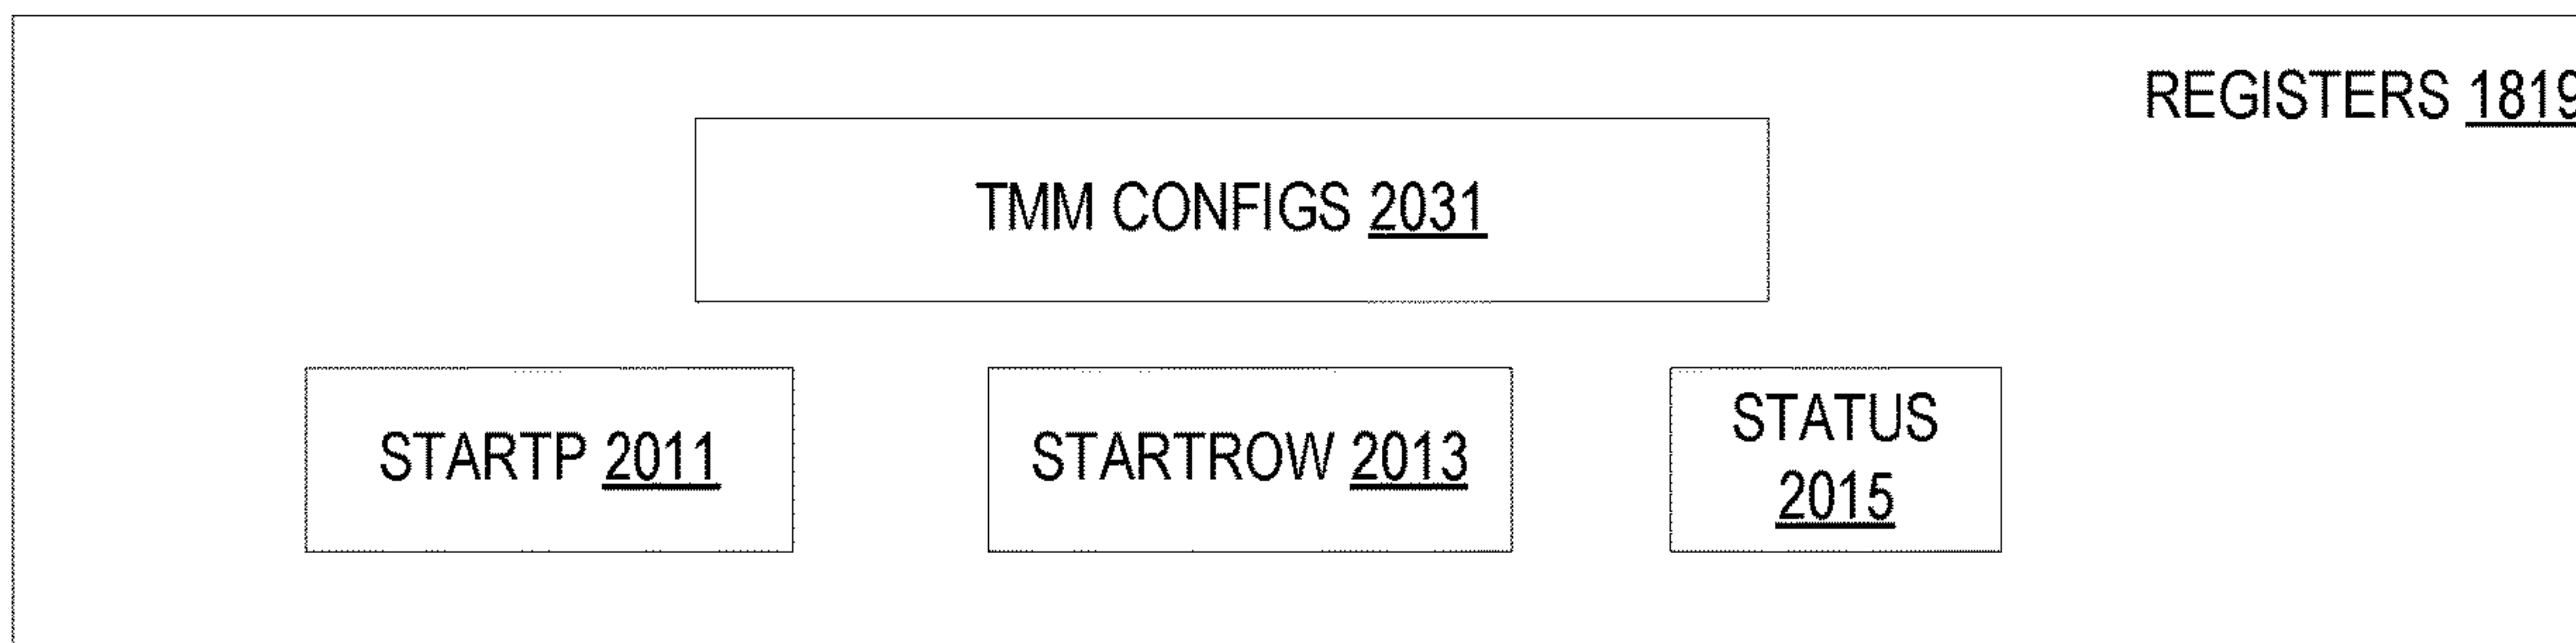 REGISTERS 1819
TMM CONFIGS 2031
STARTP 2011
STARTROW 2013
STATUS
2015